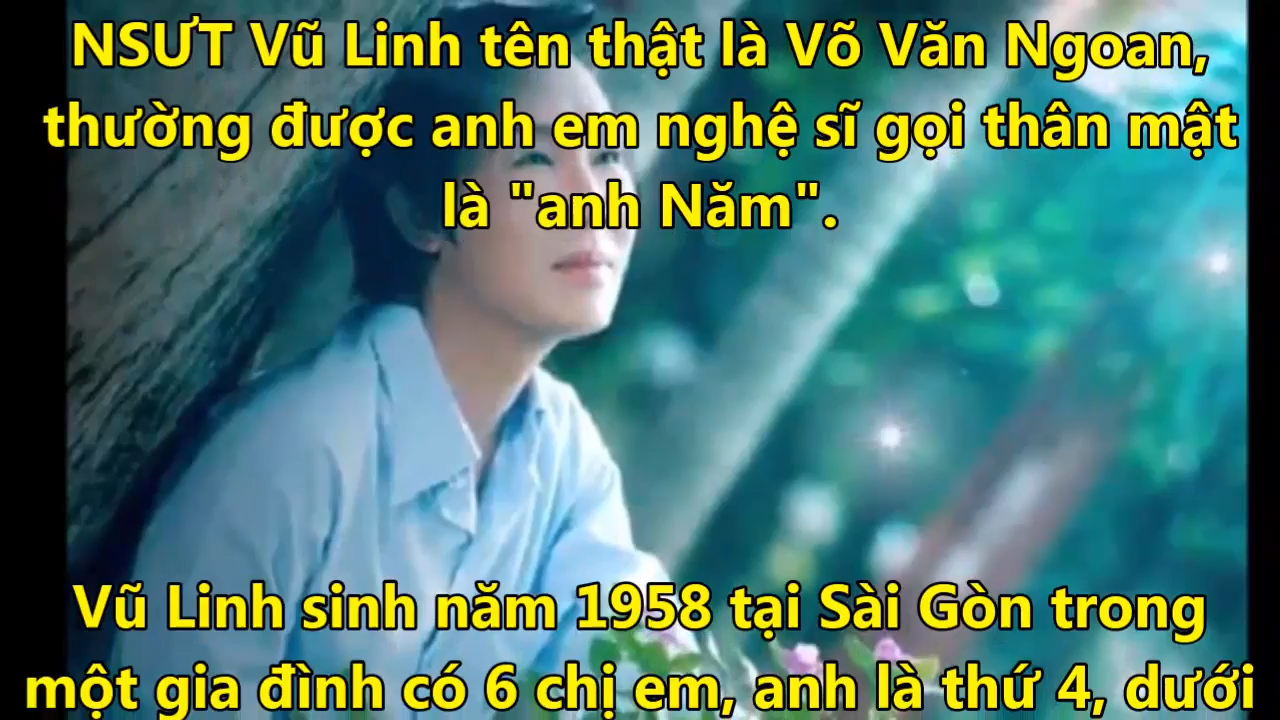 NSƯT Vũ Linh tên thật là Võ Văn Ngoan,
thường được anh em nghệ sĩ gọi thân mật
là "anh Năm".
Vũ Linh sinh năm 1958 tại Sài Gòn trong
một gia đình có 6 chị em, anh là thứ 4, dưới